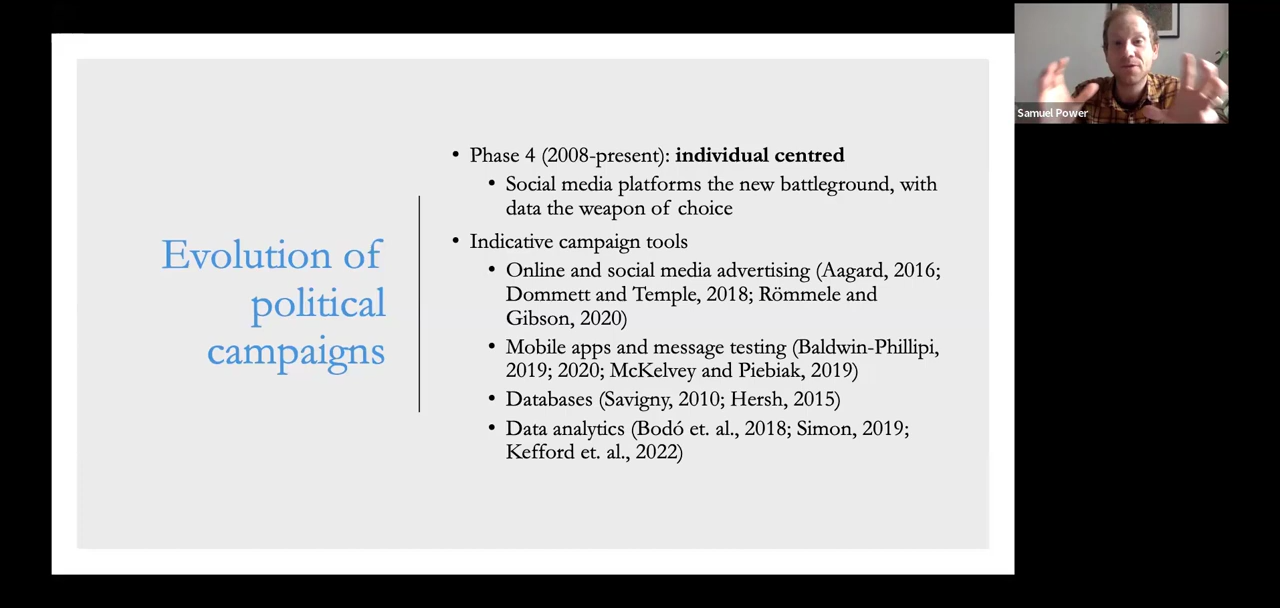 Samuel Power
Evolution of
political
campaigns
• Phase 4 (2008-present): individual centred
• Social media platforms the new battleground, with
data the weapon of choice
• Indicative campaign tools
• Online and social media advertising (Aagard, 2016;
Dommett and Temple, 2018; Römmele and
Gibson, 2020)
• Mobile apps and message testing (Baldwin-Phillipi,
2019; 2020; McKelvey and Piebiak, 2019)
• Databases (Savigny, 2010; Hersh, 2015)
• Data analytics (Bodó et. al., 2018; Simon, 2019;
Kefford et. al., 2022)